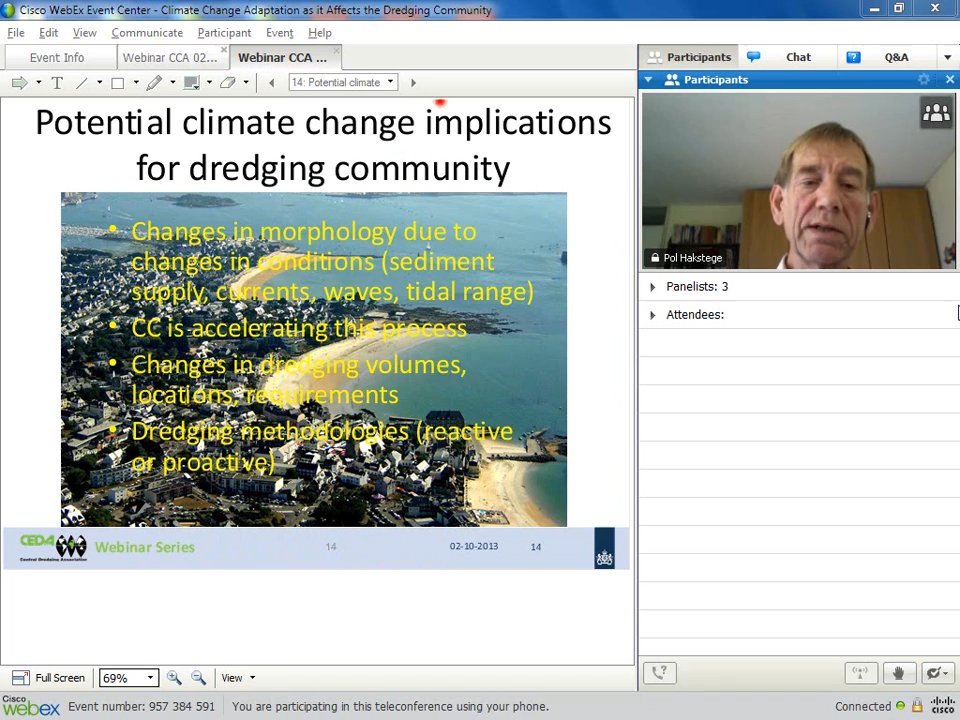 Cisco WebEx Event Center - Climate Change Adaptation as it Affects the Dredging Community
File Edit View Communicate Participant Event Help
Event Info
Webinar CCA 02...
Webinar CCA ...
Participants
Chat
Q&A
14: Potential climate
Participants
Potential climate change implications
for dredging community
• Changes in morphology due to
changes in conditions (sediment
supply, currents, waves, tidal range)
• CC is accelerating this process
• Changes in dredging volumes,
locations, requirements
• Dredging methodologies (reactive
or proactive)
CEDA
Central Dredging Association
Webinar Series
14
02-10-2013
14
Pol Hakstege
Panelists: 3
Attendees:
Full Screen
69%
View
Cisco
webex
Event number: 957 384 591
You are participating in this teleconference using your phone.
Connected
CISCO